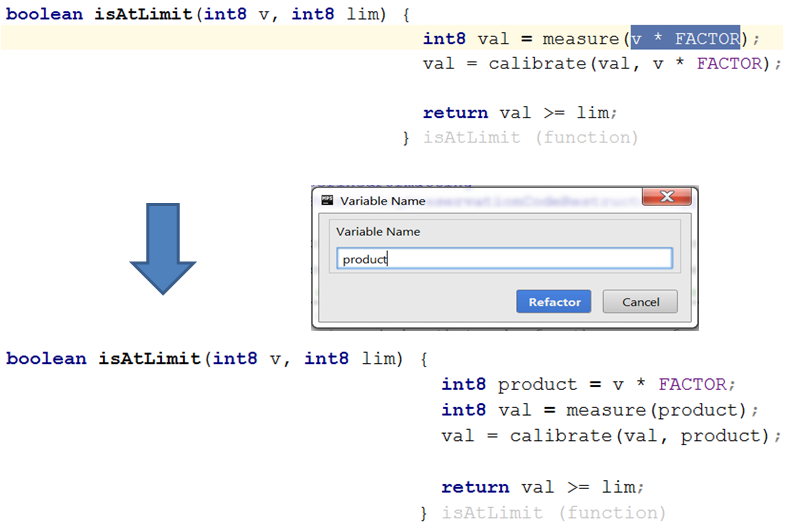 boolean isAtLimit(int8 v, int8 lim) {
int8 val = measure(v * FACTOR);
val = calibrate(val, v * FACTOR);
return val >= lim;
} isAtLimit (function)
MPS Variable Name
Variable Name
product
Refactor Cancel
boolean isAtLimit(int8 v, int8 lim) {
int8 product = v * FACTOR;
int8 val = measure(product);
val = calibrate(val, product);
return val >= lim;
} isAtLimit (function)